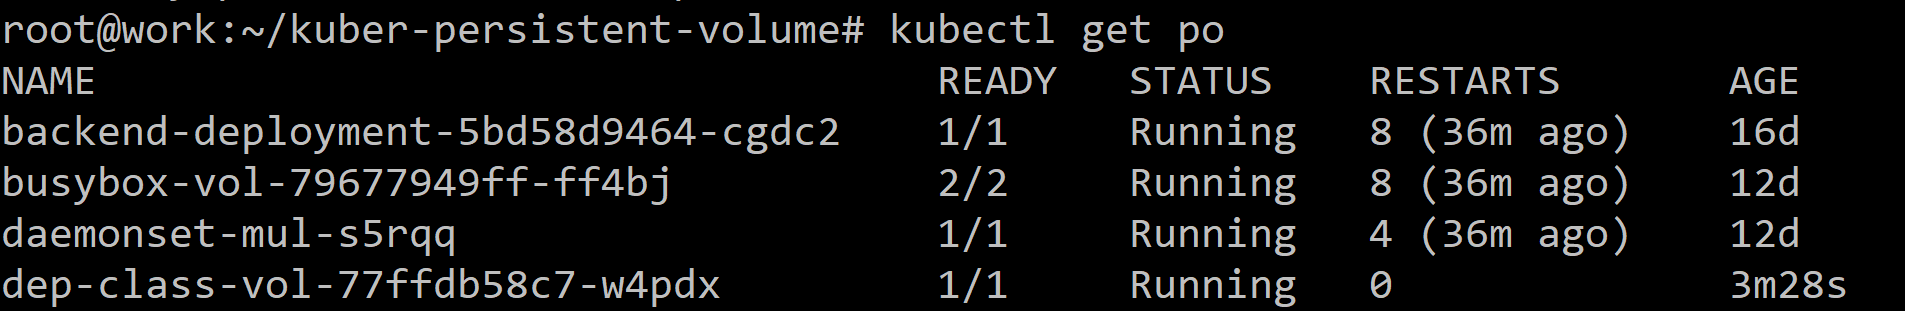 root@work:~/kuber-persistent-volume# kubectl get po
NAME READY STATUS RESTARTS AGE
backend-deployment-5bd58d9464-cgdc2 1/1 Running 8 (36m ago) 16d
busybox-vol-79677949ff-ff4bj 2/2 Running 8 (36m ago) 12d
daemonset-mul-s5rqq 1/1 Running 4 (36m ago) 12d
dep-class-vol-77ffdb58c7-w4pdx 1/1 Running 0 3m28s